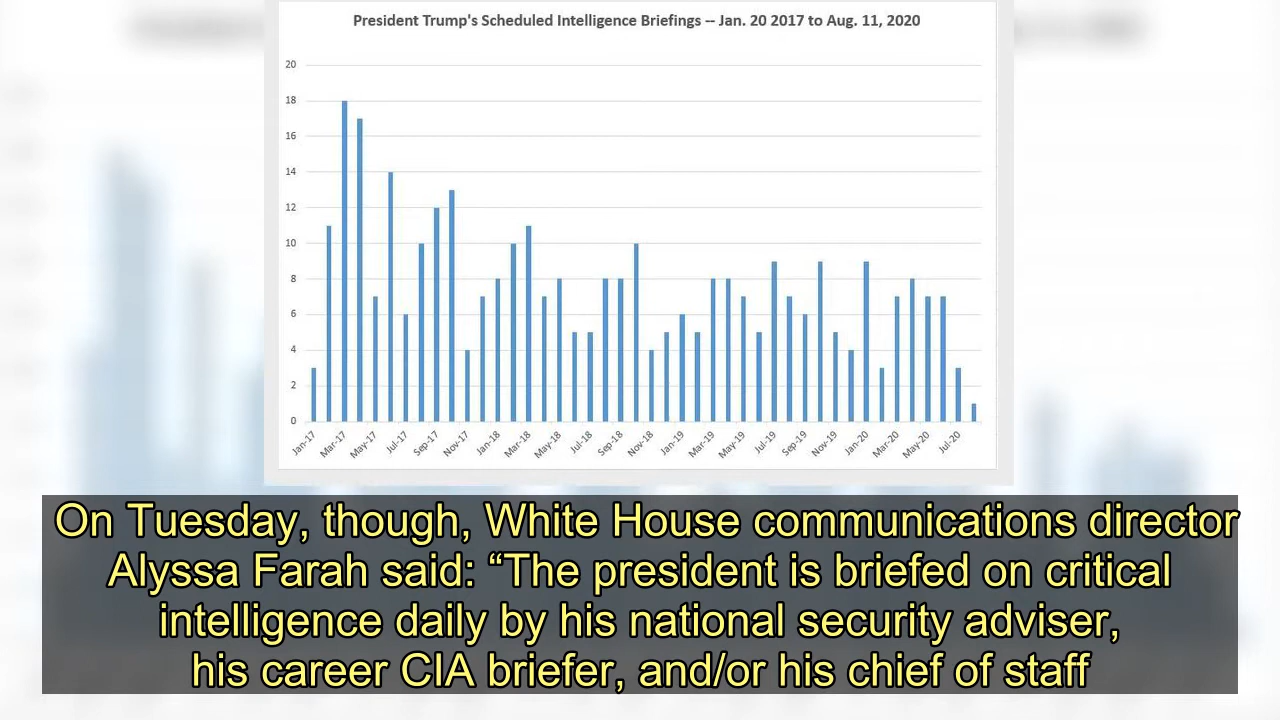 President Trump's Scheduled Intelligence Briefings -- Jan. 20 2017 to Aug. 11, 2020
20
18
16
14
12
10
8
6
4
2
0
Jan-17 Mar-17 May-17 Jul-17 Sep-17 Nov-17 Jan-18 Mar-18 May-18 Jul-18 Sep-18 Nov-18 Jan-19 Mar-19 May-19 Jul-19 Sep-19 Nov-19 Jan-20 Mar-20 May-20 Jul-20
On Tuesday, though, White House communications director
Alyssa Farah said: “The president is briefed on critical
intelligence daily by his national security adviser,
his career CIA briefer, and/or his chief of staff